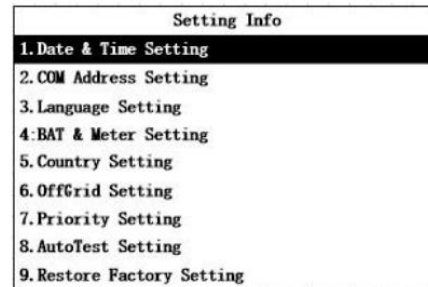 Setting Info
1.Date & Time Setting
2.COM Address Setting
3.Language Setting
4:BAT & Meter Setting
5.Country Setting
6.OffGrid Setting
7.Priority Setting
8.AutoTest Setting
9.Restore Factory Setting